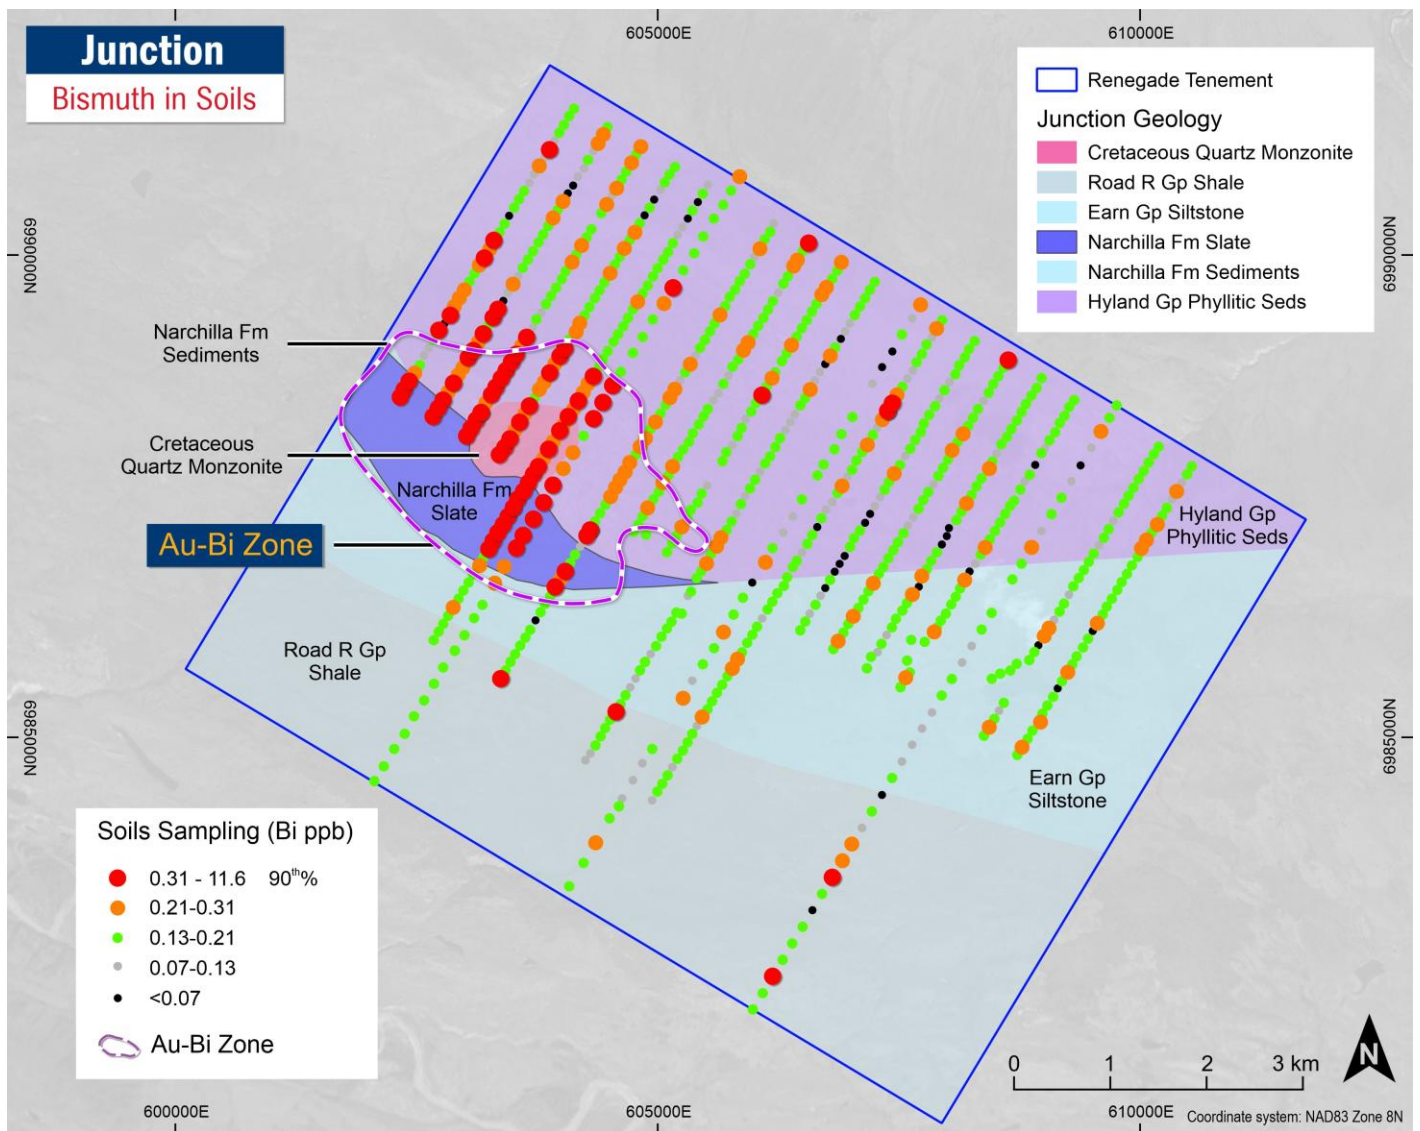 Junction
Bismuth in Soils
605000E
610000E
Renegade Tenement
Junction Geology
Cretaceous Quartz Monzonite
Road R Gp Shale
Earn Gp Siltstone
Narchilla Fm Slate
Narchilla Fm Sediments
Hyland Gp Phyllitic Seds
6990000N
6990000N
Narchilla Fm
Sediments
Cretaceous
Quartz Monzonite
Narchilla Fm
Slate
Au-Bi Zone
Hyland Gp
Phyllitic Seds
Road R Gp
Shale
6985000N
6985000N
Earn Gp
Siltstone
Soils Sampling (Bi ppb)
0.31 - 11.6 90th%
0.21-0.31
0.13-0.21
0.07-0.13
<0.07
Au-Bi Zone
0 1 2 3 km
N
600000E
605000E
610000E
Coordinate system: NAD83 Zone 8N